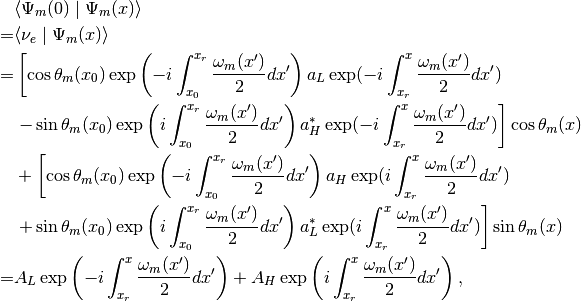 ⟨Ψ_m(0) | Ψ_m(x)⟩
=⟨ν_e | Ψ_m(x)⟩
=[cos θ_m(x_0) exp(−i ∫_{x_0}^{x_r} ω_m(x′)/2 dx′) a_L exp(−i ∫_{x_r}^{x} ω_m(x′)/2 dx′)
− sin θ_m(x_0) exp(i ∫_{x_0}^{x_r} ω_m(x′)/2 dx′) a_H^* exp(−i ∫_{x_r}^{x} ω_m(x′)/2 dx′)] cos θ_m(x)
+ [cos θ_m(x_0) exp(−i ∫_{x_0}^{x_r} ω_m(x′)/2 dx′) a_H exp(i ∫_{x_r}^{x} ω_m(x′)/2 dx′)
+ sin θ_m(x_0) exp(i ∫_{x_0}^{x_r} ω_m(x′)/2 dx′) a_L^* exp(i ∫_{x_r}^{x} ω_m(x′)/2 dx′)] sin θ_m(x)
=A_L exp(−i ∫_{x_r}^{x} ω_m(x′)/2 dx′) + A_H exp(i ∫_{x_r}^{x} ω_m(x′)/2 dx′),